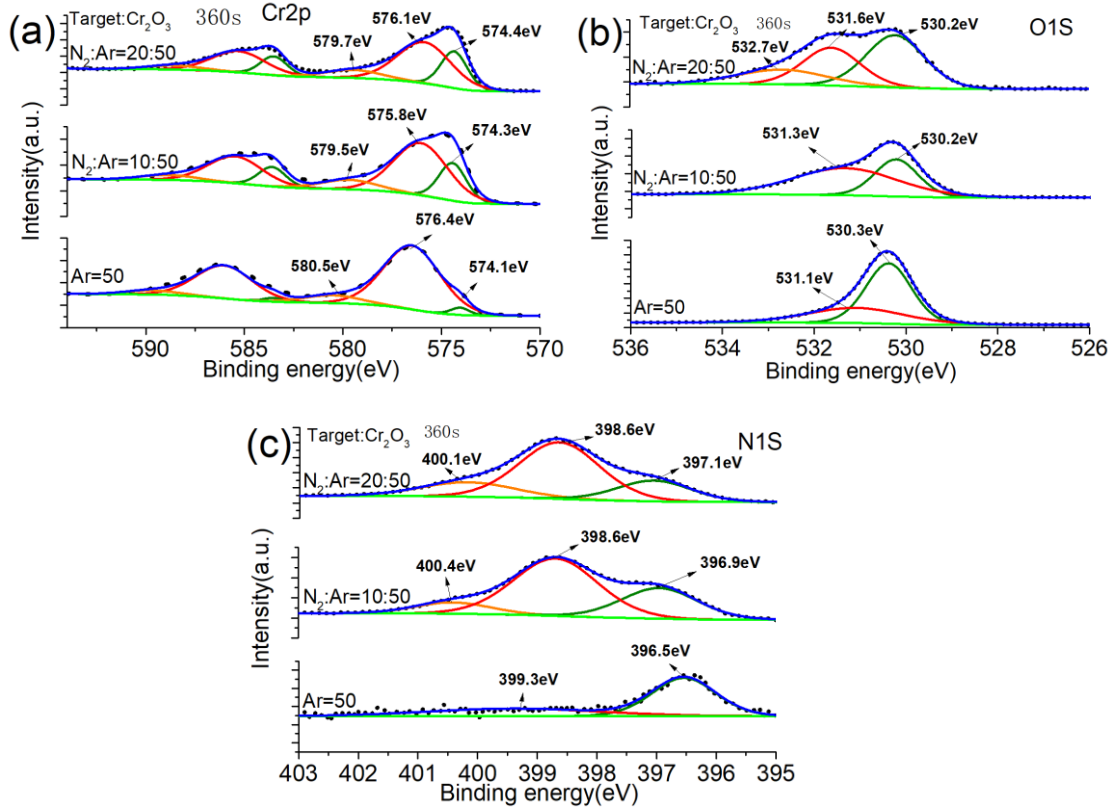 (a)
Target:Cr2O3 360s Cr2p
N2:Ar=20:50
579.7eV
576.1eV
574.4eV
N2:Ar=10:50
579.5eV
575.8eV
574.3eV
Ar=50
580.5eV
576.4eV
574.1eV
Intensity(a.u.)
590 585 580 575 570
Binding energy(eV)
(b)
Target:Cr2O3 360s O1S
N2:Ar=20:50
532.7eV
531.6eV
530.2eV
N2:Ar=10:50
531.3eV
530.2eV
Ar=50
531.1eV
530.3eV
Intensity(a.u.)
536 534 532 530 528 526
Binding energy(eV)
(c)
Target:Cr2O3 360s N1S
N2:Ar=20:50
400.1eV
398.6eV
397.1eV
N2:Ar=10:50
400.4eV
398.6eV
396.9eV
Ar=50
399.3eV
396.5eV
Intensity(a.u.)
403 402 401 400 399 398 397 396 395
Binding energy(eV)